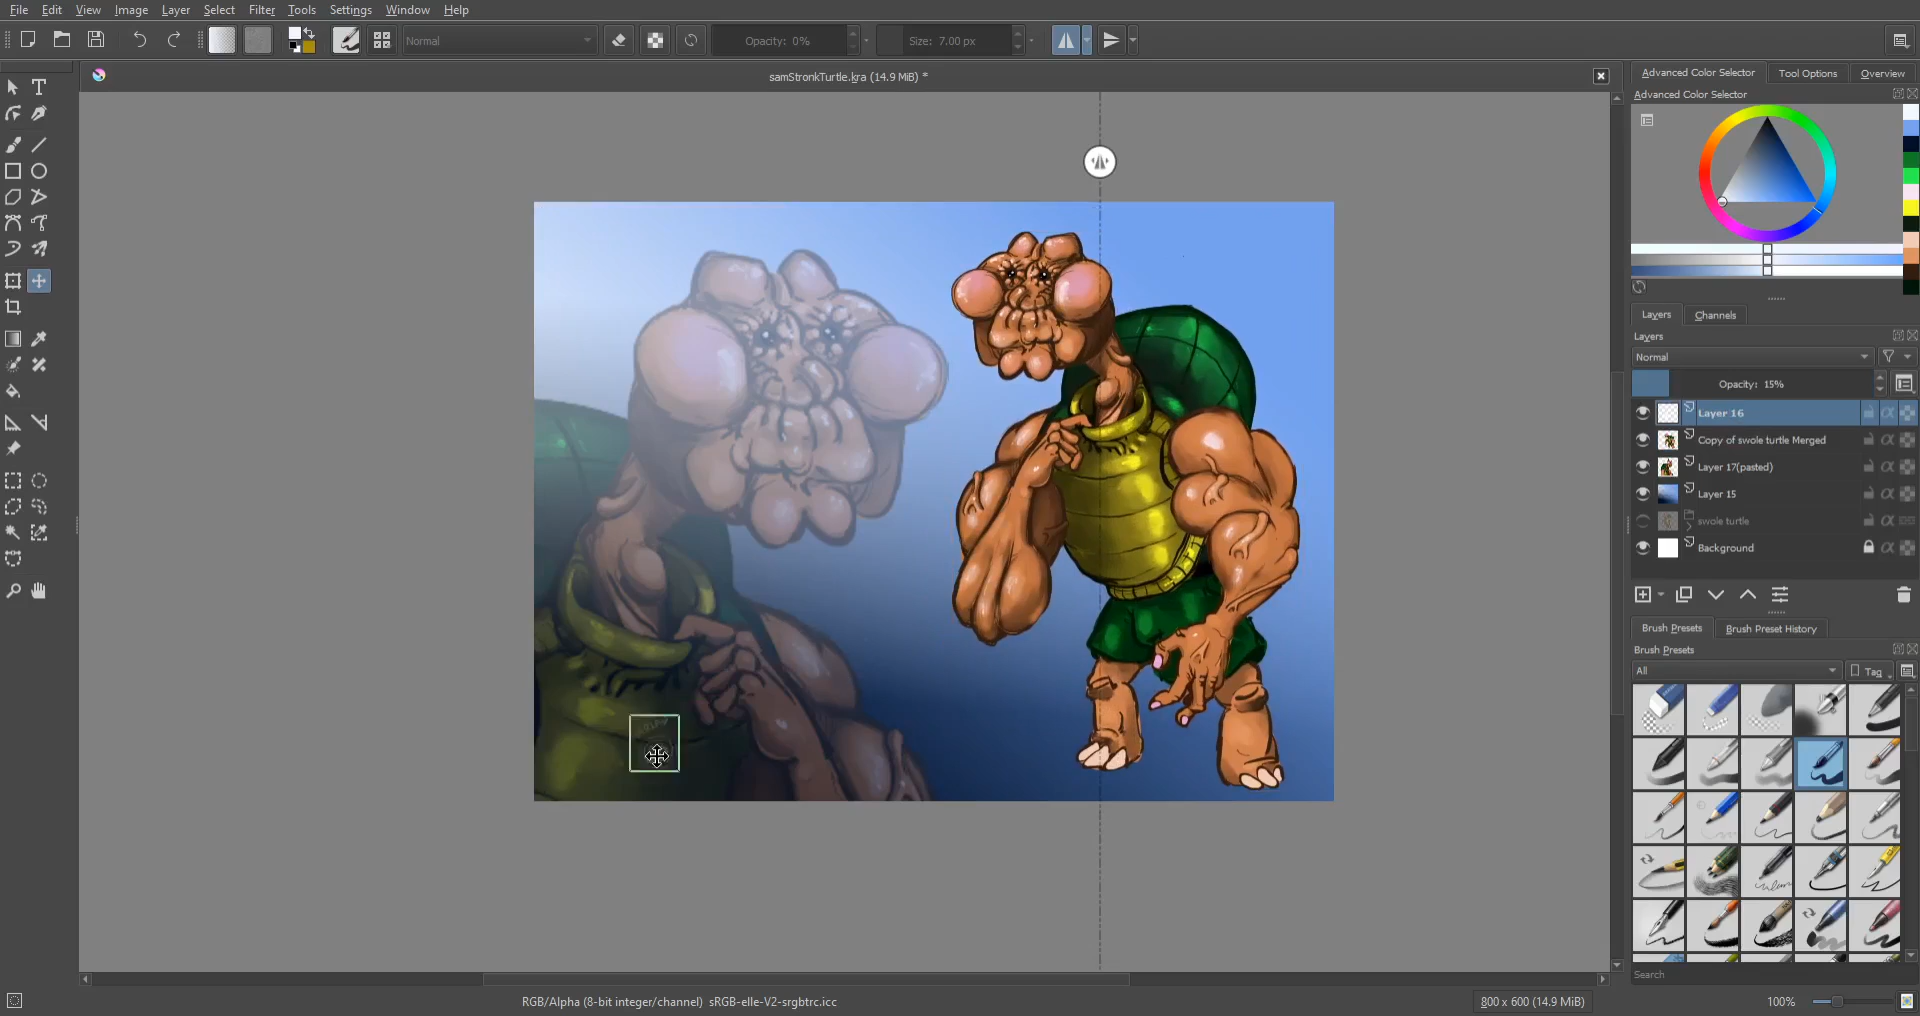 File Edit View Image Layer Select Filter Tools Settings Window Help
Normal
Opacity: 0%
Size: 7.00 px
samStronkTurtle.kra (14.9 MiB) *
Advanced Color Selector
Tool Options
Overview
Advanced Color Selector
Layers
Channels
Layers
Normal
Opacity: 15%
Layer 16
Copy of swole turtle Merged
Layer 17(pasted)
Layer 15
swole turtle
Background
Brush Presets
Brush Preset History
Brush Presets
All
Tag
Search
RGB/Alpha (8-bit integer/channel) sRGB-elle-V2-srgbtrc.icc
800 x 600 (14.9 MiB)
100%